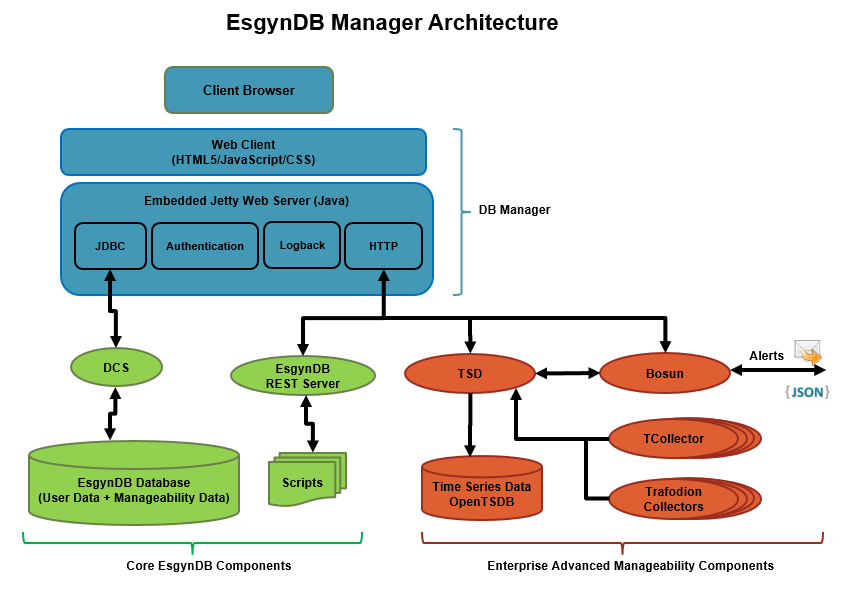 EsgynDB Manager Architecture
Client Browser
Web Client
(HTML5/JavaScript/CSS)
Embedded Jetty Web Server (Java)
JDBC
Authentication
Logback
HTTP
DB Manager
DCS
EsgynDB
REST Server
TSD
Bosun
Alerts
{JSON}
EsgynDB Database
(User Data + Manageability Data)
Scripts
Time Series Data
OpenTSDB
TCollector
Trafodion
Collectors
Core EsgynDB Components
Enterprise Advanced Manageability Components